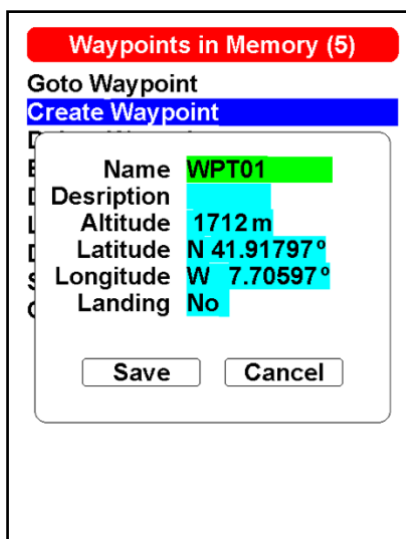 Waypoints in Memory (5)
Goto Waypoint
Create Waypoint
Name WPT01
Desription
Altitude 1712 m
Latitude N 41.91797º
Longitude W 7.70597º
Landing No
Save Cancel